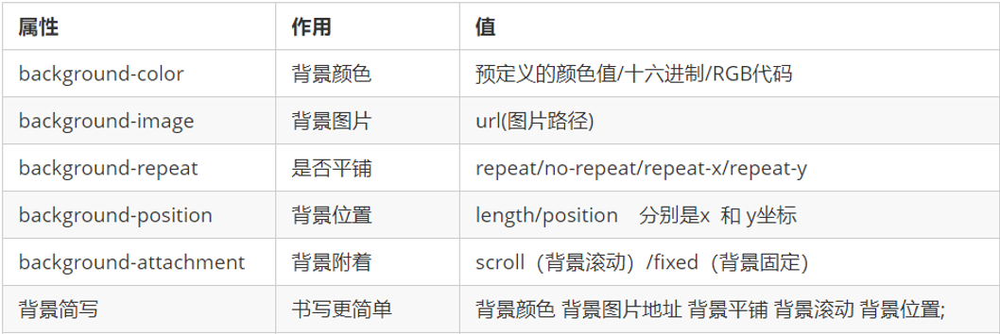 属性 作用 值
background-color 背景颜色 预定义的颜色值/十六进制/RGB代码
background-image 背景图片 url(图片路径)
background-repeat 是否平铺 repeat/no-repeat/repeat-x/repeat-y
background-position 背景位置 length/position 分别是x 和 y坐标
background-attachment 背景附着 scroll（背景滚动）/fixed（背景固定）
背景简写 书写更简单 背景颜色 背景图片地址 背景平铺 背景滚动 背景位置;